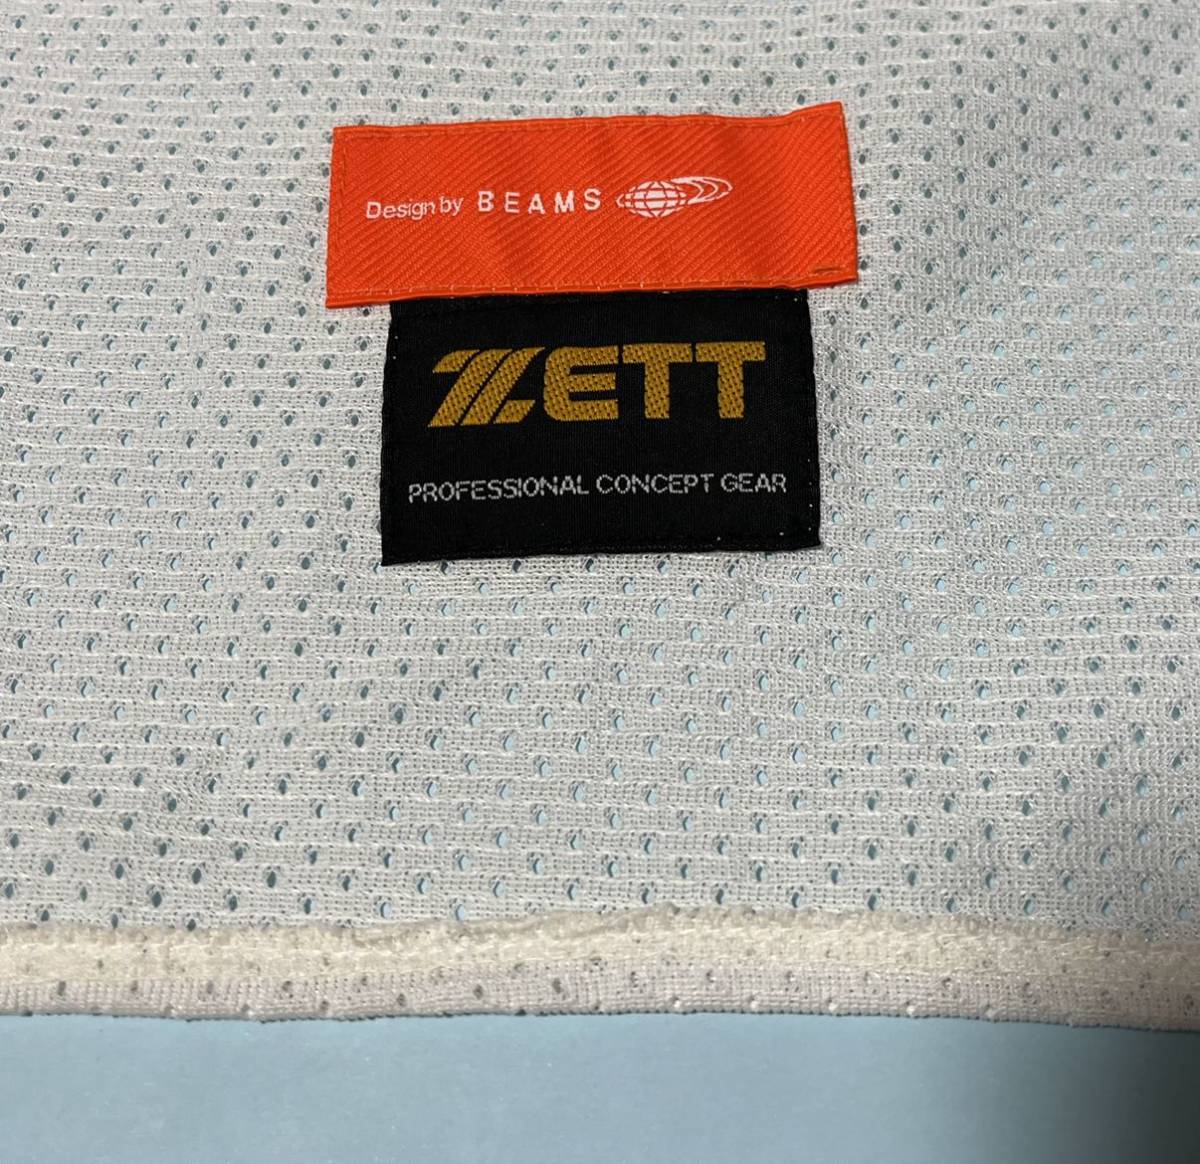 Design by BEAMS
ZETT
PROFESSIONAL CONCEPT GEAR